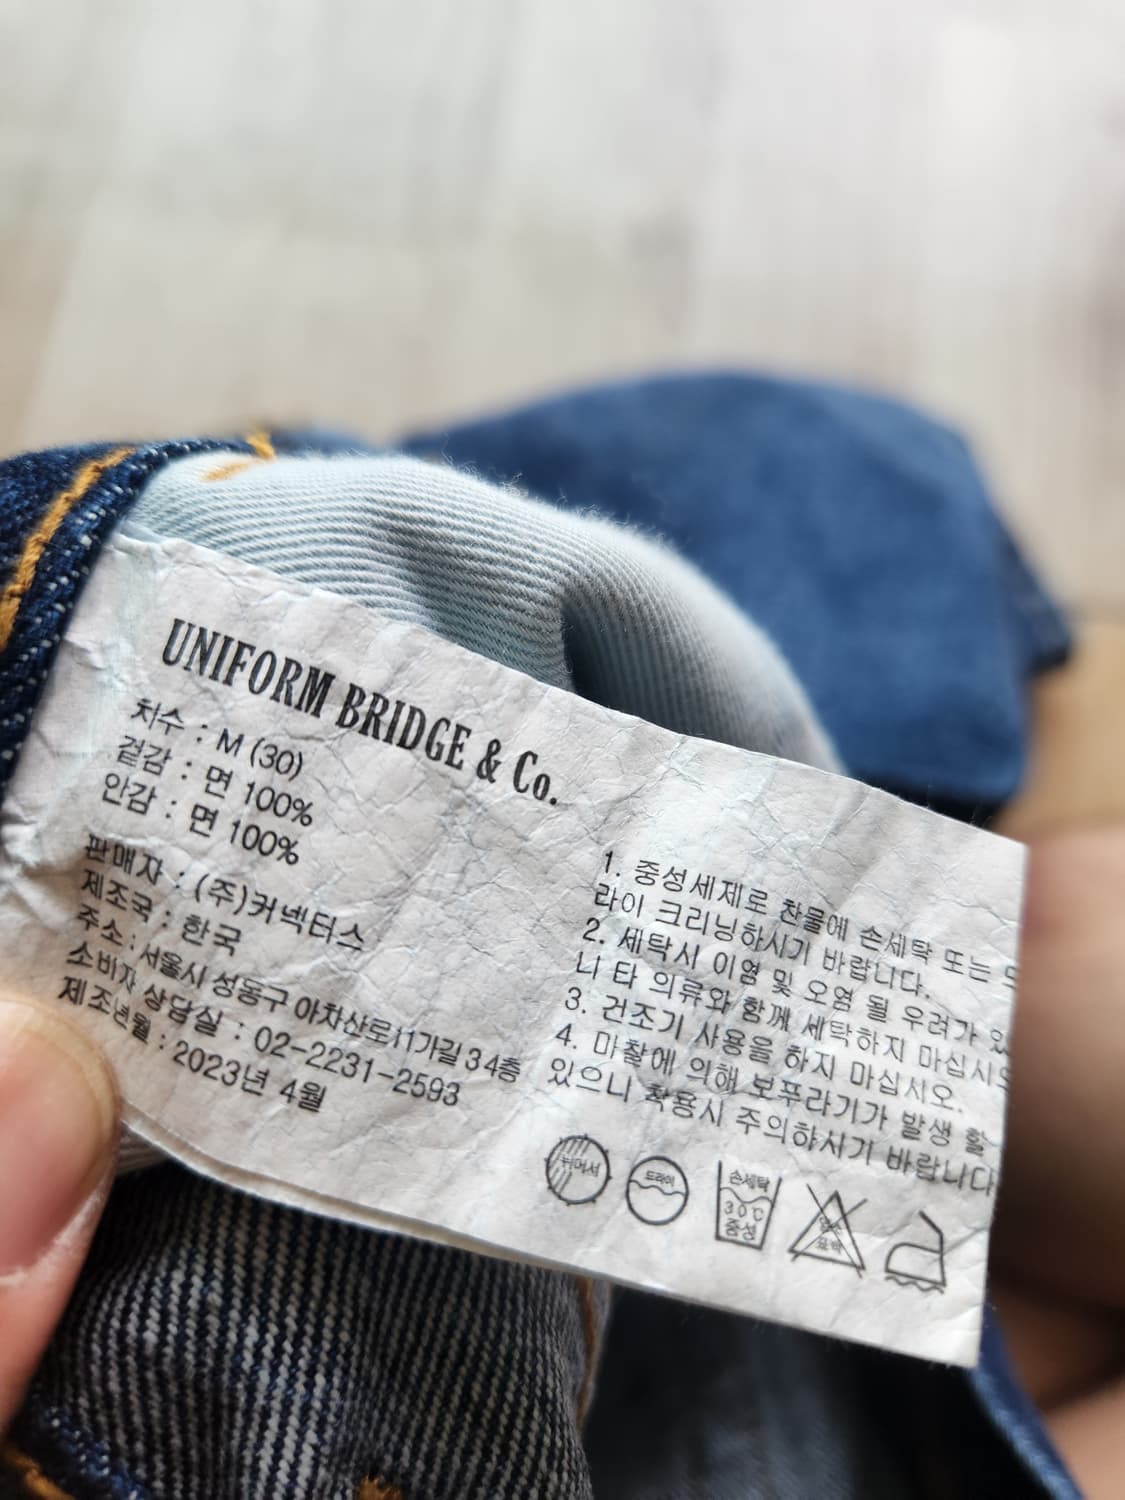 UNIFORM BRIDGE & Co.
치수 : M (30)
겉감 : 면 100%
안감 : 면 100%
판매자 : (주)커넥터스
제조국 : 한국
주소 : 서울시 성동구 아차산로11가길 3 4층
소비자 상담실 : 02-2231-2593
제조년월 : 2023년 4월
1. 중성세제로 찬물에 손세탁 또는 드
라이 크리닝하시기 바랍니다.
2. 세탁시 이염 및 오염 될 우려가 있
니 타 의류와 함께 세탁하지 마십시오
3. 건조기 사용을 하지 마십시오.
4. 마찰에 의해 보푸라기가 발생 할
있으니 착용시 주의하시기 바랍니다
뉘어서
드라이
손세탁
30℃
중성
염소
표백